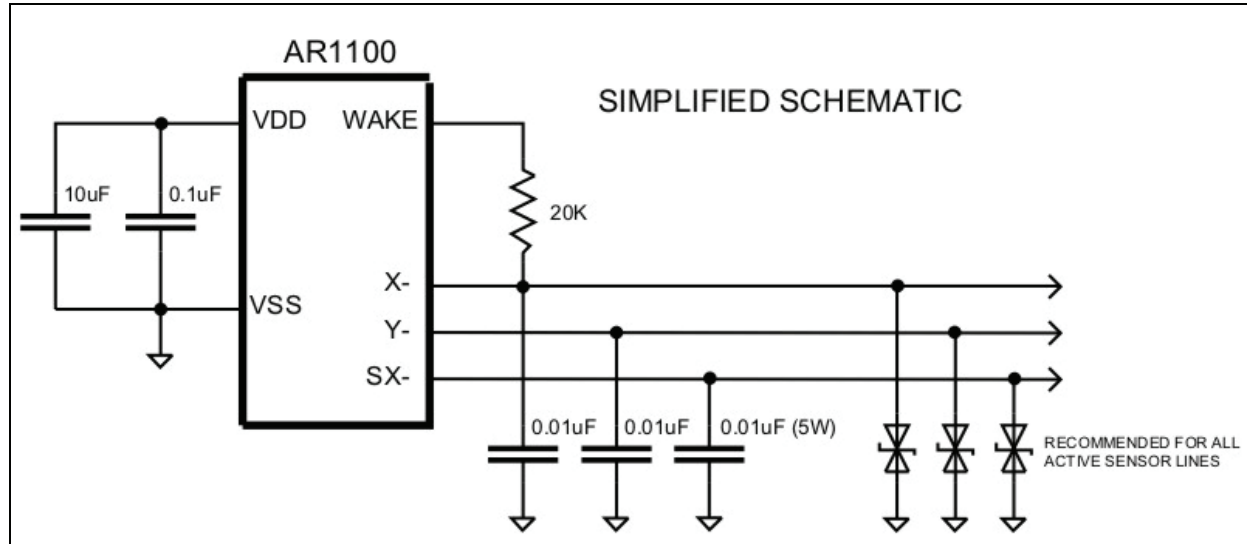 AR1100
SIMPLIFIED SCHEMATIC
VDD
WAKE
10uF
0.1uF
20K
X-
VSS
Y-
SX-
0.01uF
0.01uF
0.01uF (5W)
RECOMMENDED FOR ALL
ACTIVE SENSOR LINES